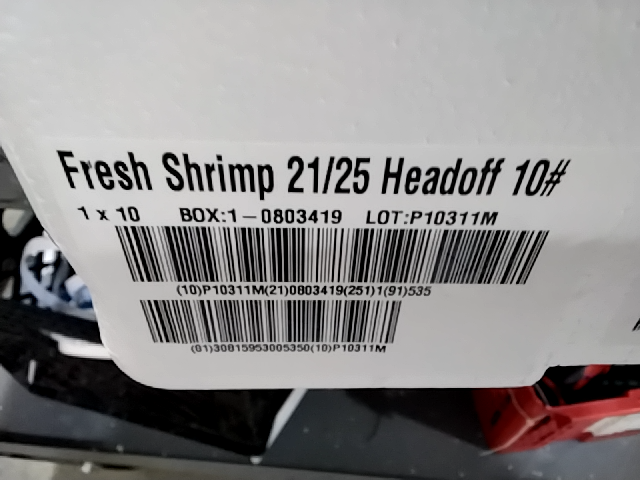 Fresh Shrimp 21/25 Headoff 10#
1 x 10 BOX:1-0803419 LOT:P10311M
(10)P10311M(21)0803419(251)1(91)535
(01)30815953005350(10)P10311M